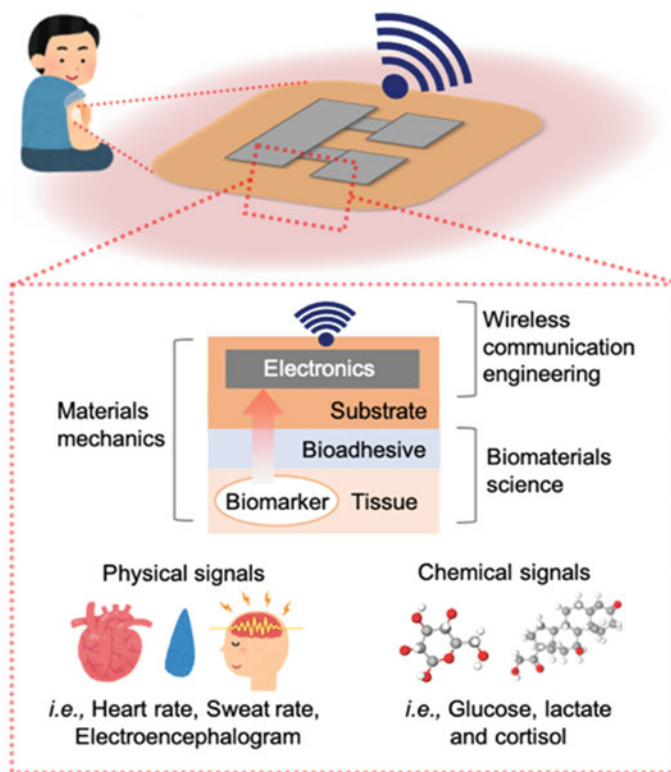 Wireless
communication
engineering
Electronics
Substrate
Materials
mechanics
Bioadhesive
Biomaterials
science
Biomarker
Tissue
Physical signals
i.e., Heart rate, Sweat rate,
Electroencephalogram
Chemical signals
i.e., Glucose, lactate
and cortisol